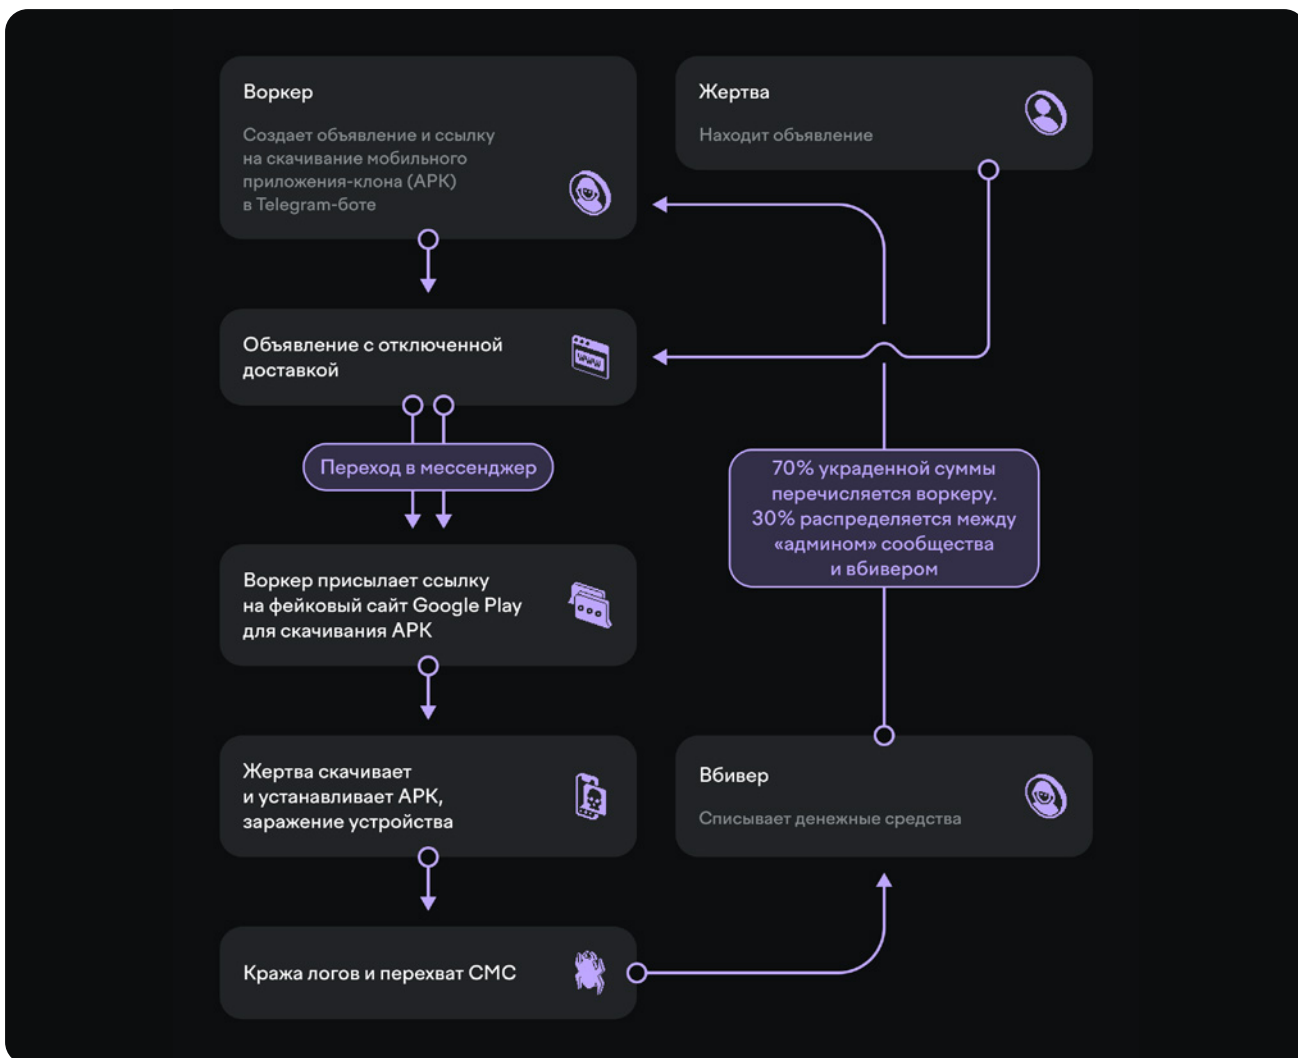 Воркер
Создает объявление и ссылку
на скачивание мобильного
приложения-клона (APK)
в Telegram-боте
Жертва
Находит объявление
Объявление с отключенной
доставкой
Переход в мессенджер
70% украденной суммы
перечисляется воркеру.
30% распределяется между
«админом» сообщества
и вбивером
Воркер присылает ссылку
на фейковый сайт Google Play
для скачивания APK
Жертва скачивает
и устанавливает APK,
заражение устройства
Вбивер
Списывает денежные средства
Кража логов и перехват СМС